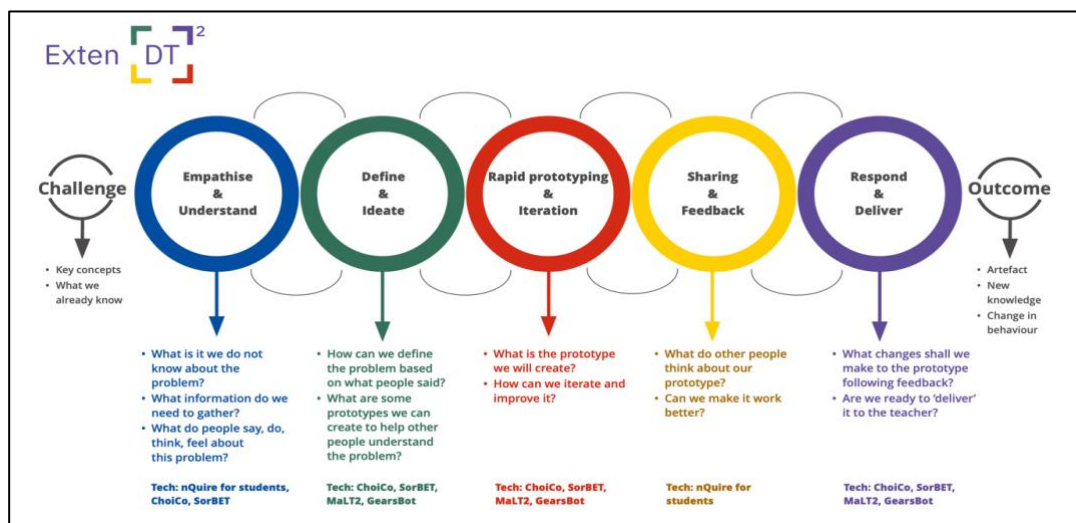 Exten DT 2
Challenge
• Key concepts
• What we
already know
Empathise
&
Understand
• What is it we do not
know about the
problem?
• What information do we
need to gather?
• What do people say, do,
think, feel about
this problem?
Tech: nQuire for students,
ChoiCo, SorBET
Define
&
Ideate
• How can we define
the problem based
on what people said?
• What are some
prototypes we can
create to help other
people understand
the problem?
Tech: ChoiCo, SorBET,
MaLT2, GearsBot
Rapid prototyping
&
Iteration
• What is the prototype
we will create?
• How can we iterate and
improve it?
Tech: ChoiCo, SorBET,
MaLT2, GearsBot
Sharing
&
Feedback
• What do other people
think about our
prototype?
• Can we make it work
better?
Tech: nQuire for
students
Respond
&
Deliver
• What changes shall we
make to the prototype
following feedback?
• Are we ready to ‘deliver’
it to the teacher?
Tech: ChoiCo, SorBET,
MaLT2, GearsBot
Outcome
• Artefact
• New
knowledge
• Change in
behaviour